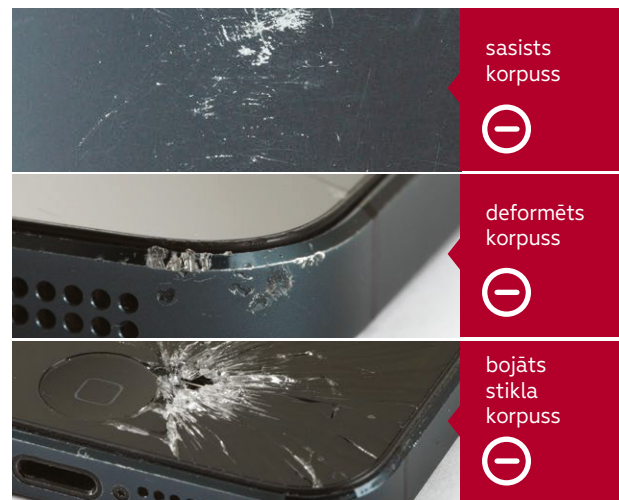 sasists
korpuss
deformēts
korpuss
bojāts
stikla
korpuss